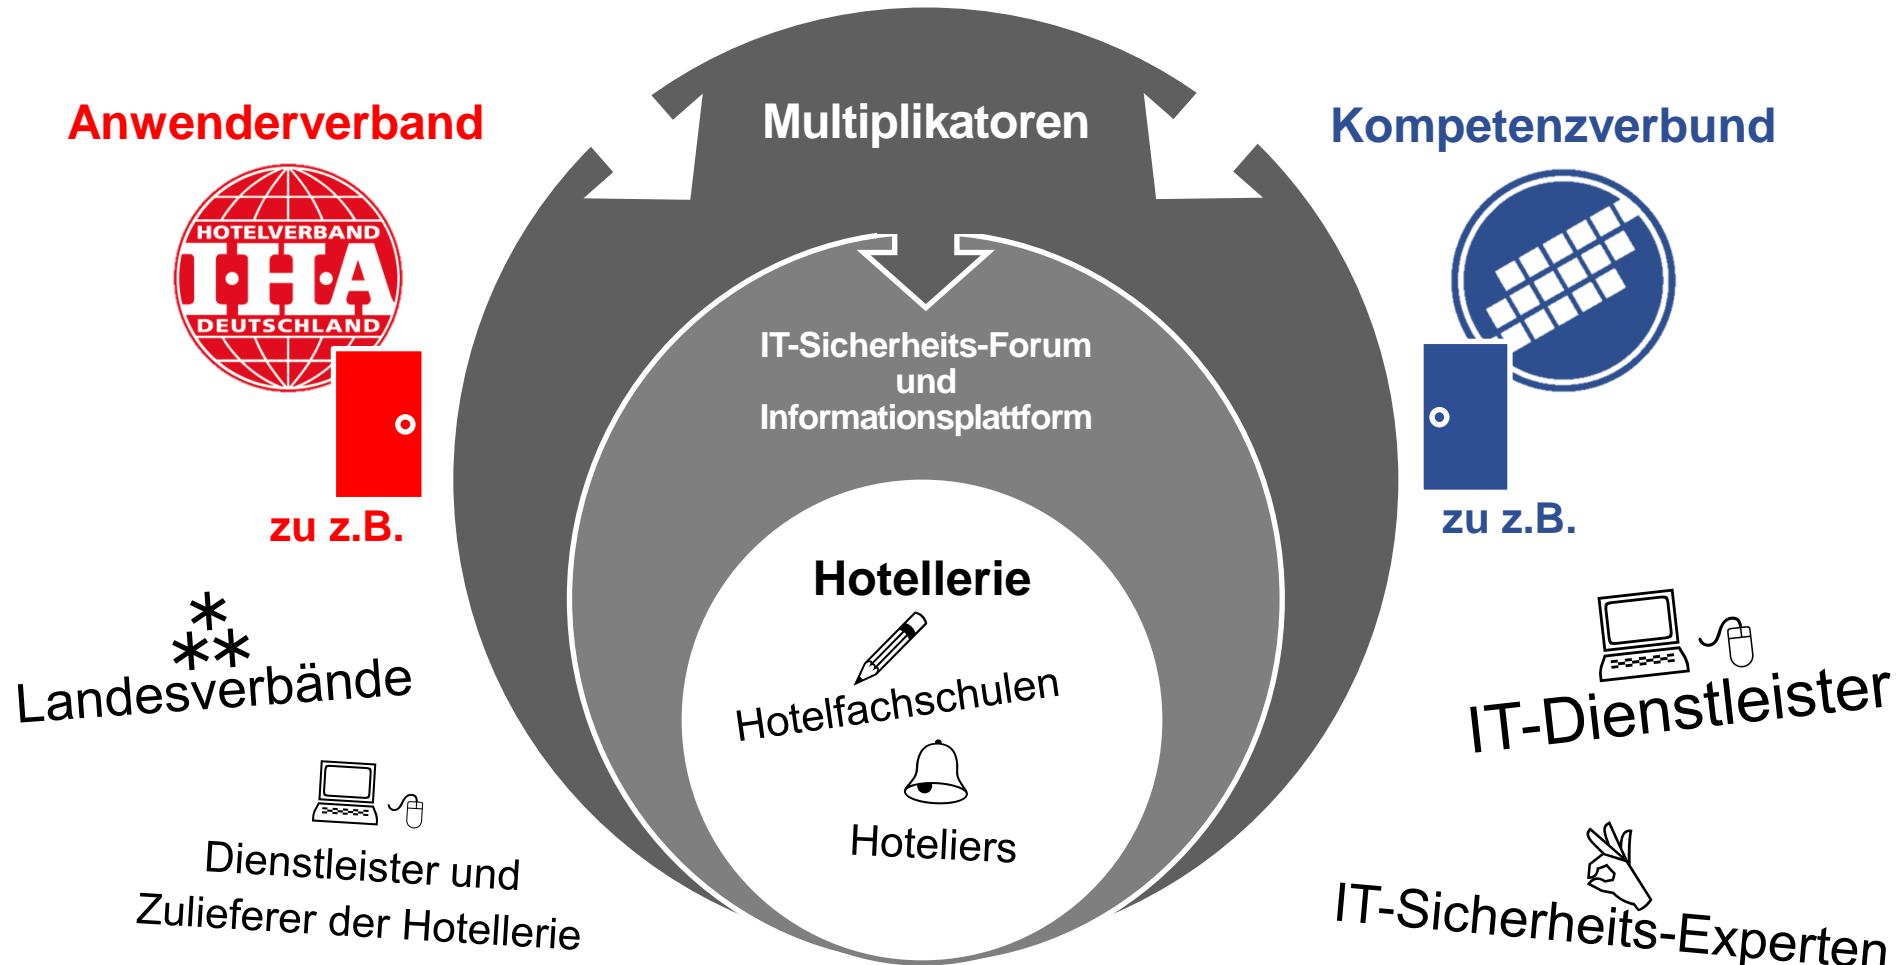 Anwenderverband
HOTELVERBAND
I·H·A
DEUTSCHLAND
zu z.B.
Landesverbände
Dienstleister und
Zulieferer der Hotellerie
Multiplikatoren
IT-Sicherheits-Forum
und
Informationsplattform
Hotellerie
Hotelfachschulen
Hoteliers
Kompetenzverbund
zu z.B.
IT-Dienstleister
IT-Sicherheits-Experten